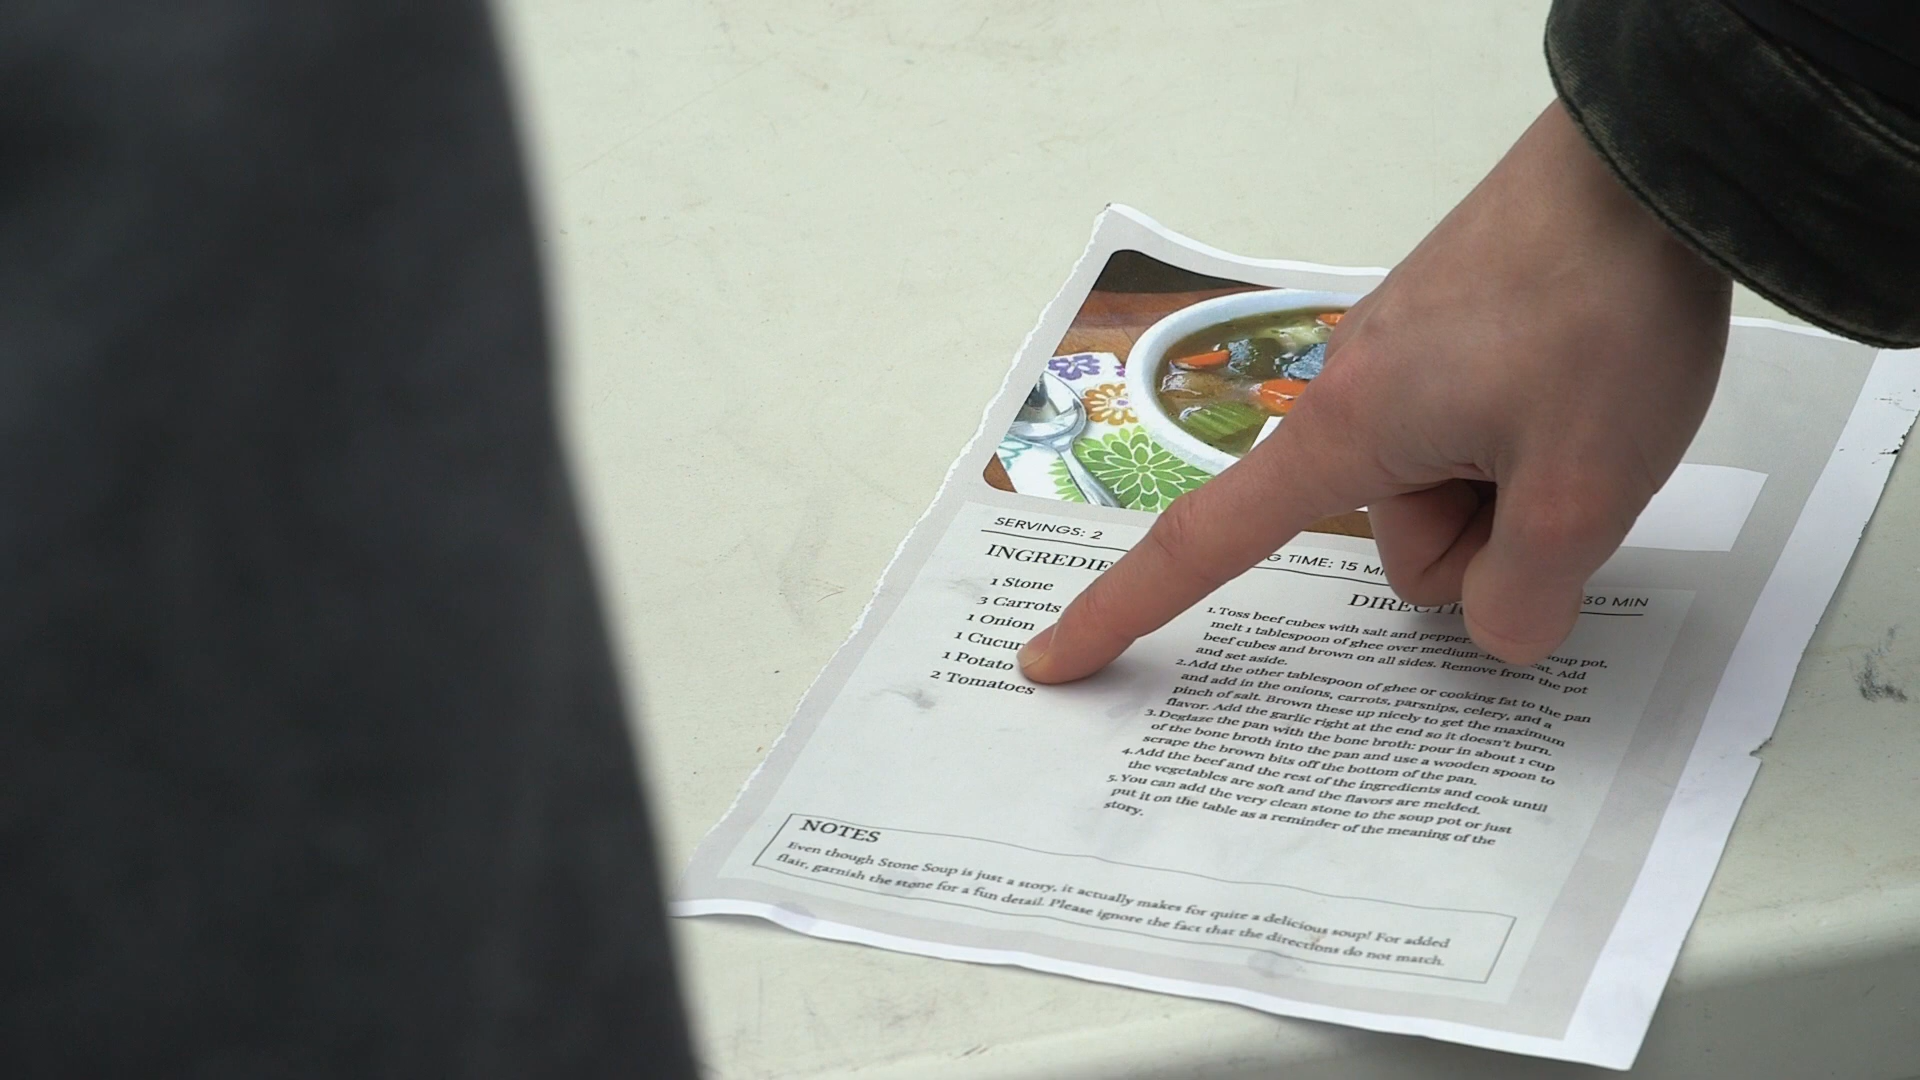 SERVINGS: 2
G TIME: 15 MI
30 MIN
INGREDIE
1 Stone
3 Carrots
1 Onion
1 Cucum
1 Potato
2 Tomatoes
DIRECTI
1. Toss beef cubes with salt and pepper.
melt 1 tablespoon of ghee over medium-he soup pot.
beef cubes and brown on all sides. Remove from the pot eat. Add
and set aside.
2. Add the other tablespoon of ghee or cooking fat to the pan
and add in the onions, carrots, parsnips, celery, and a
pinch of salt. Brown these up nicely to get the maximum
flavor. Add the garlic right at the end so it doesn't burn.
3. Deglaze the pan with the bone broth: pour in about 1 cup
of the bone broth into the pan and use a wooden spoon to
scrape the brown bits off the bottom of the pan.
4. Add the beef and the rest of the ingredients and cook until
the vegetables are soft and the flavors are melded.
5. You can add the very clean stone to the soup pot or just
put it on the table as a reminder of the meaning of the
story.
NOTES
Even though Stone Soup is just a story, it actually makes for quite a delicious soup! For added
flair, garnish the stone for a fun detail. Please ignore the fact that the directions do not match.